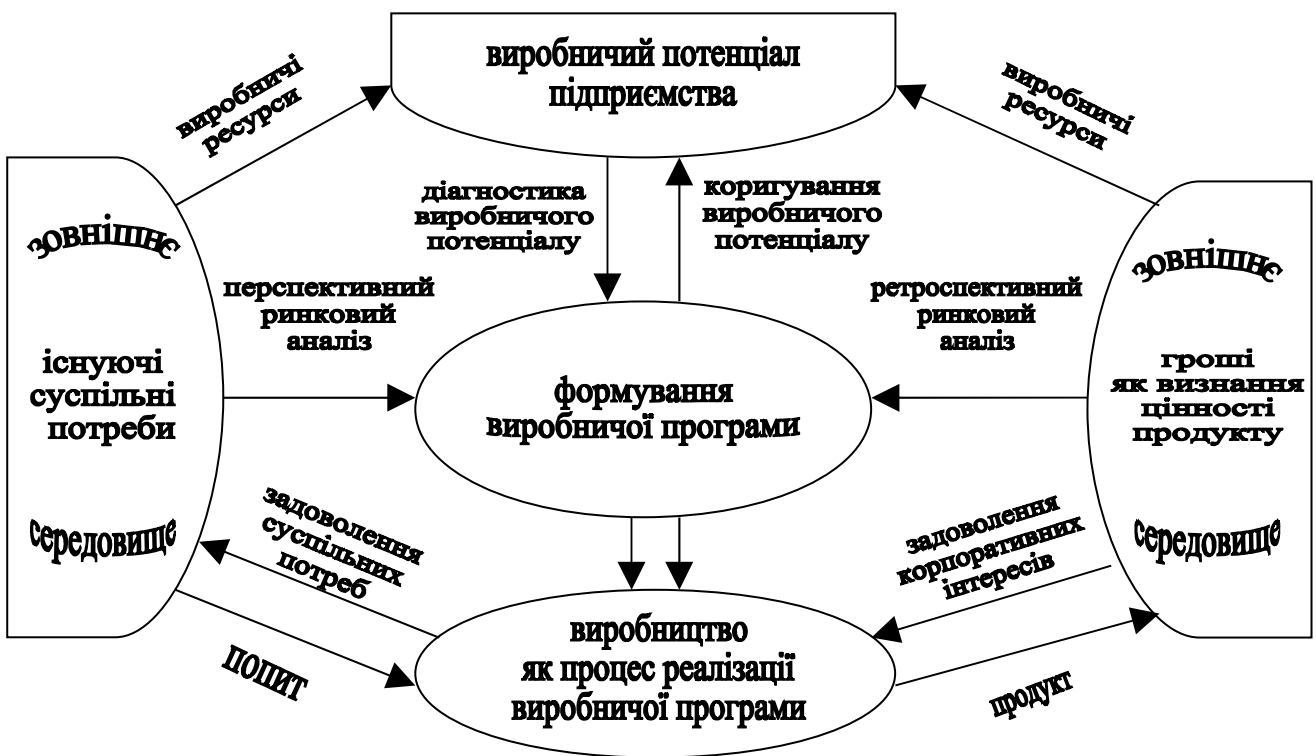 виробничий потенціал
підприємства
виробничі
ресурси
виробничі
ресурси
діагностика
виробничого
потенціалу
коригування
виробничого
потенціалу
зовнішнє
існуючі
суспільні
потреби
середовище
перспективний
ринковий
аналіз
ретроспективний
ринковий
аналіз
зовнішнє
гроші
як визнання
цінності
продукту
середовище
формування
виробничої програми
задоволення
суспільних
потреб
задоволення
корпоративних
інтересів
попит
виробництво
як процес реалізації
виробничої програми
продукт